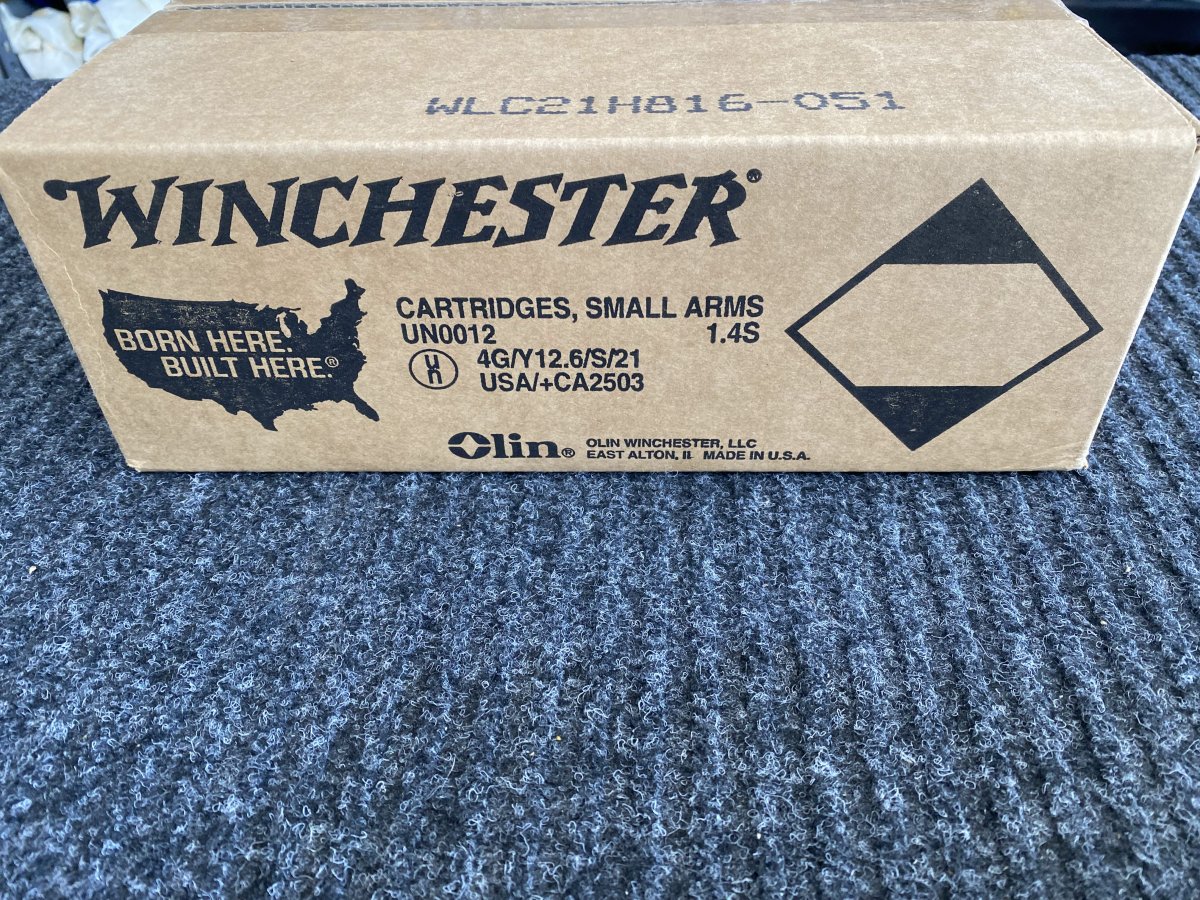 WLC21H816-051
WINCHESTER®
BORN HERE.
BUILT HERE.®
CARTRIDGES, SMALL ARMS
UN0012 1.4S
un 4G/Y12.6/S/21
USA/+CA2503
Olin® OLIN WINCHESTER, LLC
EAST ALTON, IL MADE IN U.S.A.